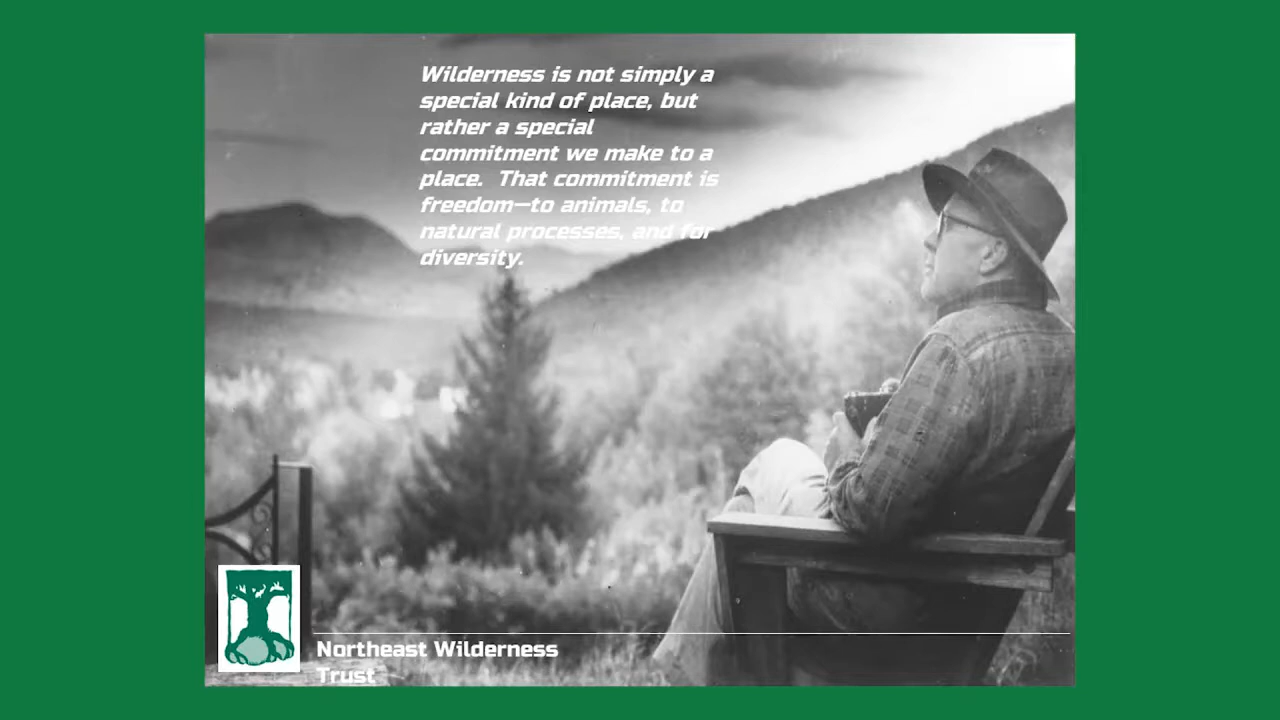 Wilderness is not simply a
special kind of place, but
rather a special
commitment we make to a
place.  That commitment is
freedom—to animals, to
natural processes, and for
diversity.
Northeast Wilderness
Trust